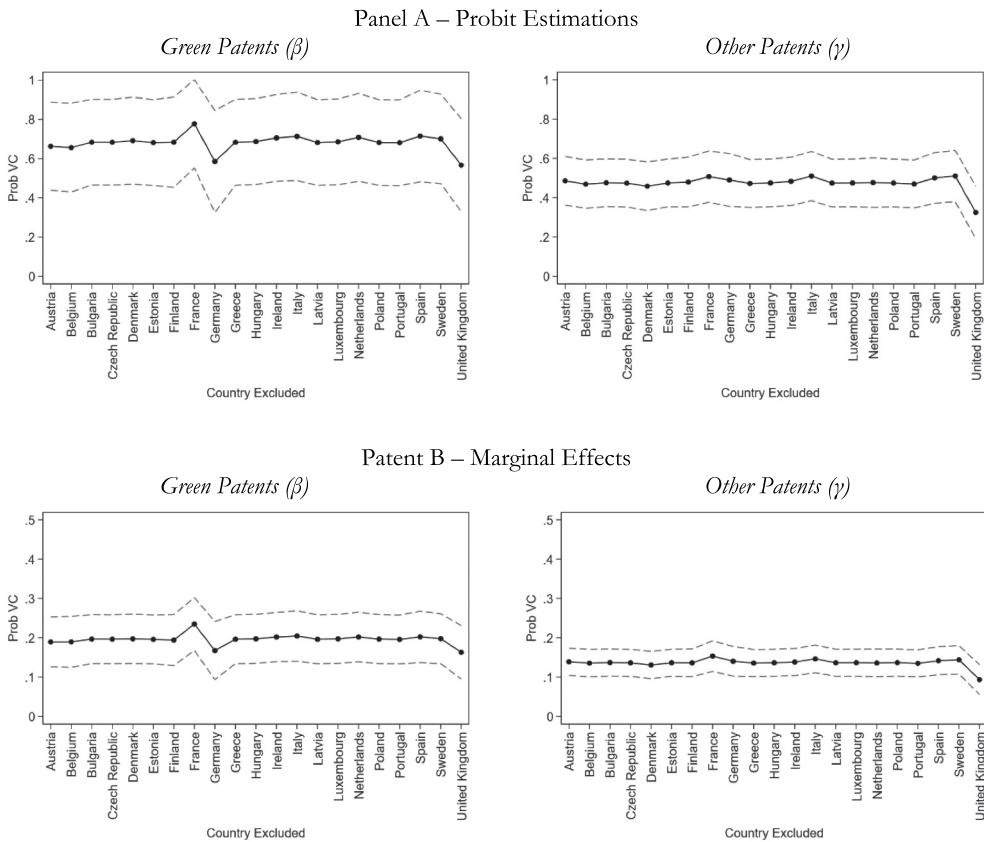 Panel A – Probit Estimations
Green Patents (β)
Other Patents (γ)
Prob VC
1
.8
.6
.4
.2
0
Austria
Belgium
Bulgaria
Czech Republic
Denmark
Estonia
Finland
France
Germany
Greece
Hungary
Ireland
Italy
Latvia
Luxembourg
Netherlands
Poland
Portugal
Spain
Sweden
United Kingdom
Country Excluded
Prob VC
1
.8
.6
.4
.2
0
Austria
Belgium
Bulgaria
Czech Republic
Denmark
Estonia
Finland
France
Germany
Greece
Hungary
Ireland
Italy
Latvia
Luxembourg
Netherlands
Poland
Portugal
Spain
Sweden
United Kingdom
Country Excluded
Patent B – Marginal Effects
Green Patents (β)
Other Patents (γ)
Prob VC
.5
.4
.3
.2
.1
0
Austria
Belgium
Bulgaria
Czech Republic
Denmark
Estonia
Finland
France
Germany
Greece
Hungary
Ireland
Italy
Latvia
Luxembourg
Netherlands
Poland
Portugal
Spain
Sweden
United Kingdom
Country Excluded
Prob VC
.5
.4
.3
.2
.1
0
Austria
Belgium
Bulgaria
Czech Republic
Denmark
Estonia
Finland
France
Germany
Greece
Hungary
Ireland
Italy
Latvia
Luxembourg
Netherlands
Poland
Portugal
Spain
Sweden
United Kingdom
Country Excluded